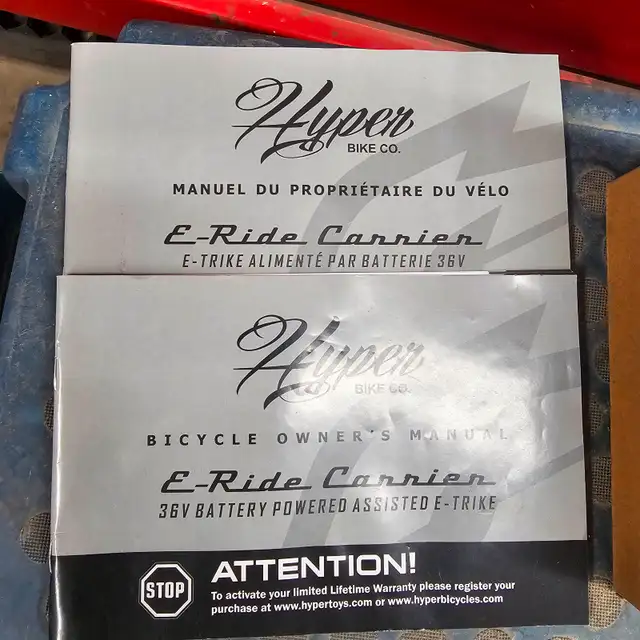 Hyper
BIKE CO.
MANUEL DU PROPRIÉTAIRE DU VÉLO
E-Ride Carrier
E-TRIKE ALIMENTÉ PAR BATTERIE 36V
Hyper
BIKE CO.
BICYCLE OWNER'S MANUAL
E-Ride Carrier
36V BATTERY POWERED ASSISTED E-TRIKE
STOP
ATTENTION!
To activate your limited Lifetime Warranty please register your
purchase at www.hypertoys.com or www.hyperbicycles.com